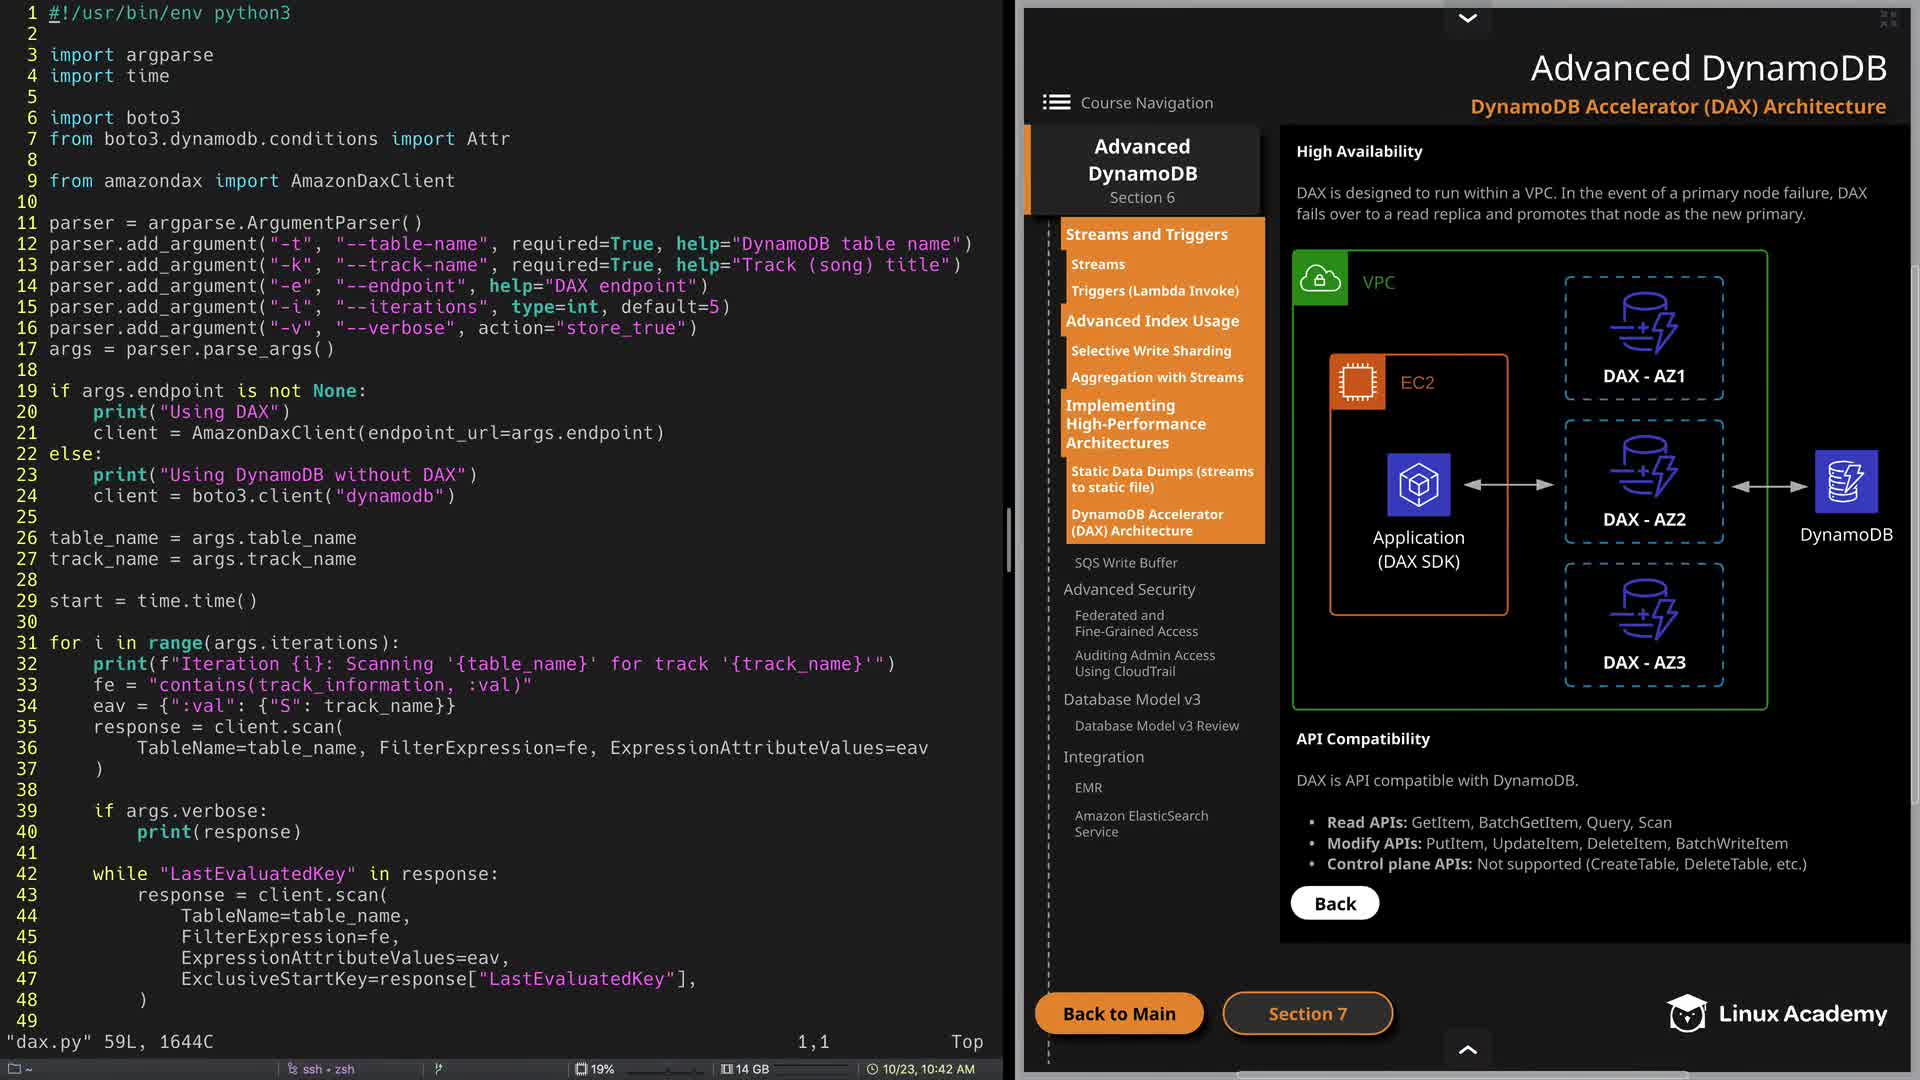 1 #!/usr/bin/env python3
2
3 import argparse
4 import time
5
6 import boto3
7 from boto3.dynamodb.conditions import Attr
8
9 from amazondax import AmazonDaxClient
10
11 parser = argparse.ArgumentParser()
12 parser.add_argument("-t", "--table-name", required=True, help="DynamoDB table name")
13 parser.add_argument("-k", "--track-name", required=True, help="Track (song) title")
14 parser.add_argument("-e", "--endpoint", help="DAX endpoint")
15 parser.add_argument("-i", "--iterations", type=int, default=5)
16 parser.add_argument("-v", "--verbose", action="store_true")
17 args = parser.parse_args()
18
19 if args.endpoint is not None:
20     print("Using DAX")
21     client = AmazonDaxClient(endpoint_url=args.endpoint)
22 else:
23     print("Using DynamoDB without DAX")
24     client = boto3.client("dynamodb")
25
26 table_name = args.table_name
27 track_name = args.track_name
28
29 start = time.time()
30
31 for i in range(args.iterations):
32     print(f"Iteration {i}: Scanning '{table_name}' for track '{track_name}'")
33     fe = "contains(track_information, :val)"
34     eav = {":val": {"S": track_name}}
35     response = client.scan(
36         TableName=table_name, FilterExpression=fe, ExpressionAttributeValues=eav
37     )
38
39     if args.verbose:
40         print(response)
41
42     while "LastEvaluatedKey" in response:
43         response = client.scan(
44             TableName=table_name,
45             FilterExpression=fe,
46             ExpressionAttributeValues=eav,
47             ExclusiveStartKey=response["LastEvaluatedKey"],
48         )
49
"dax.py" 59L, 1644C 1,1 Top
~ ssh • zsh 19% 14 GB 10/23, 10:42 AM
Advanced DynamoDB
DynamoDB Accelerator (DAX) Architecture
Course Navigation
Advanced
DynamoDB
Section 6
Streams and Triggers
Streams
Triggers (Lambda Invoke)
Advanced Index Usage
Selective Write Sharding
Aggregation with Streams
Implementing
High-Performance
Architectures
Static Data Dumps (streams
to static file)
DynamoDB Accelerator
(DAX) Architecture
SQS Write Buffer
Advanced Security
Federated and
Fine-Grained Access
Auditing Admin Access
Using CloudTrail
Database Model v3
Database Model v3 Review
Integration
EMR
Amazon ElasticSearch
Service
High Availability
DAX is designed to run within a VPC. In the event of a primary node failure, DAX
fails over to a read replica and promotes that node as the new primary.
VPC
EC2
Application
(DAX SDK)
DAX - AZ1
DAX - AZ2
DAX - AZ3
DynamoDB
API Compatibility
DAX is API compatible with DynamoDB.
• Read APIs: GetItem, BatchGetItem, Query, Scan
• Modify APIs: PutItem, UpdateItem, DeleteItem, BatchWriteItem
• Control plane APIs: Not supported (CreateTable, DeleteTable, etc.)
Back
Back to Main
Section 7
Linux Academy